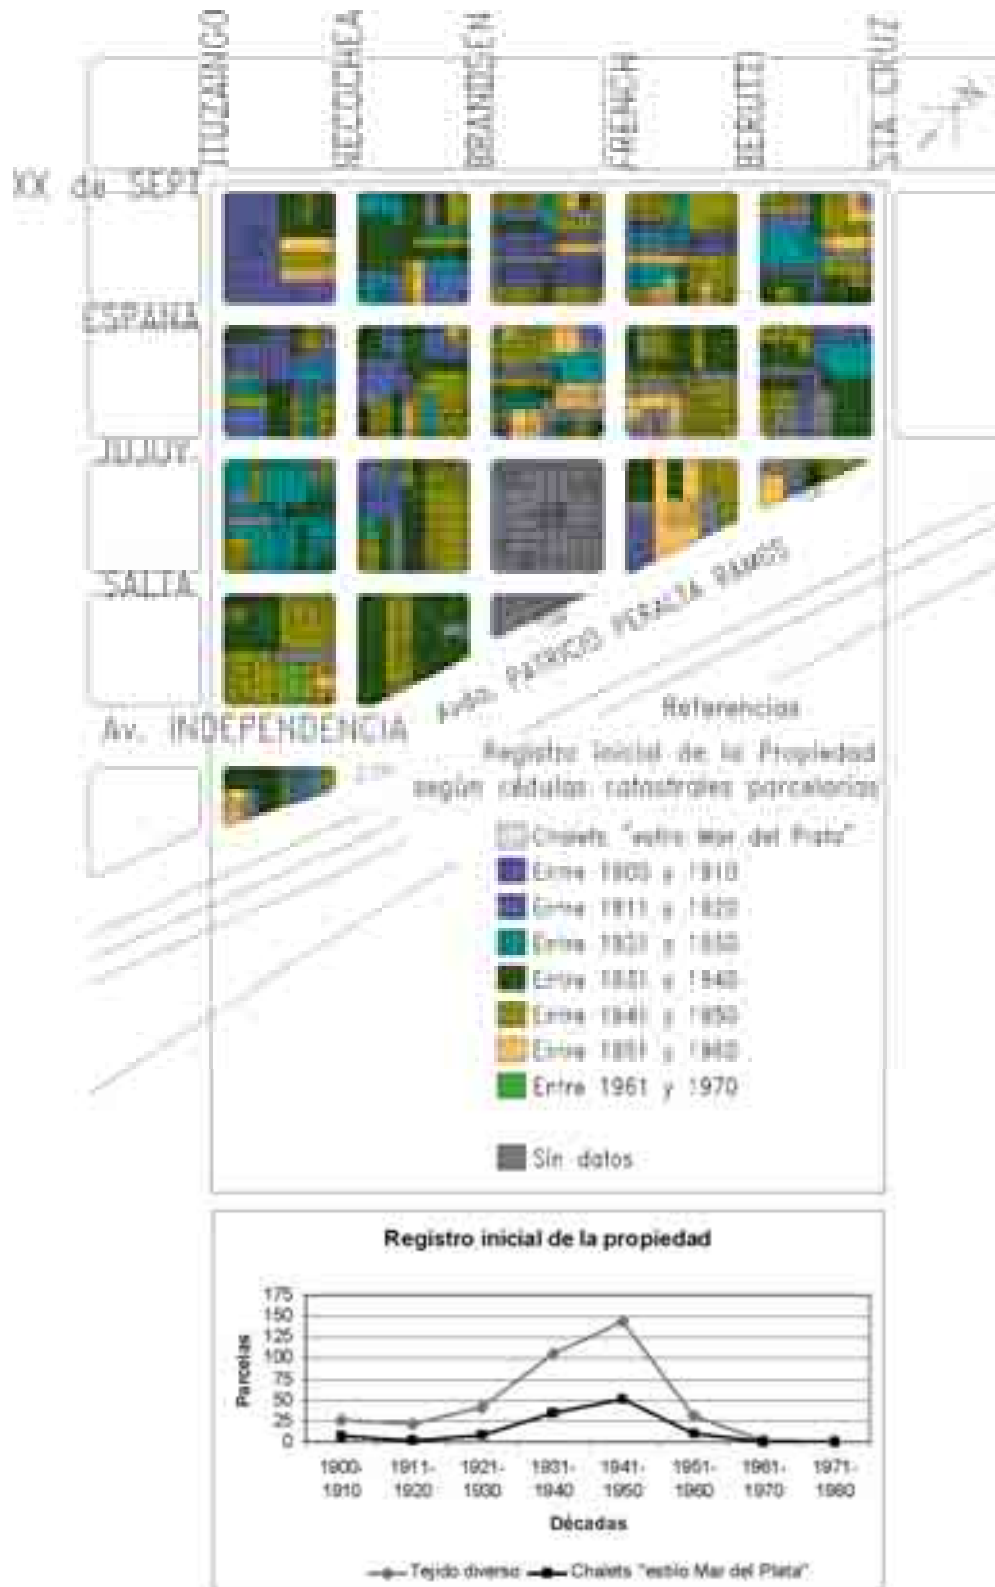 ITUZAINGO
NECOCHEA
BRANDSEN
FRENCH
BERUTI
STA CRUZ
XX de SEPT
ESPAÑA
JUJUY
SALTA
Av. INDEPENDENCIA
Avda. PATRICIO PERALTA RAMOS
Referencias
Registro inicial de la Propiedad
según cédulas catastrales parcelarias
Chalets "estilo Mar del Plata"
Entre 1900 y 1910
Entre 1911 y 1920
Entre 1921 y 1930
Entre 1931 y 1940
Entre 1941 y 1950
Entre 1951 y 1960
Entre 1961 y 1970
Sin datos
Registro inicial de la propiedad
Parcelas
175
150
125
100
75
50
25
0
1900-1910
1911-1920
1921-1930
1931-1940
1941-1950
1951-1960
1961-1970
1971-1980
Décadas
Tejido diverso
Chalets "estilo Mar del Plata"